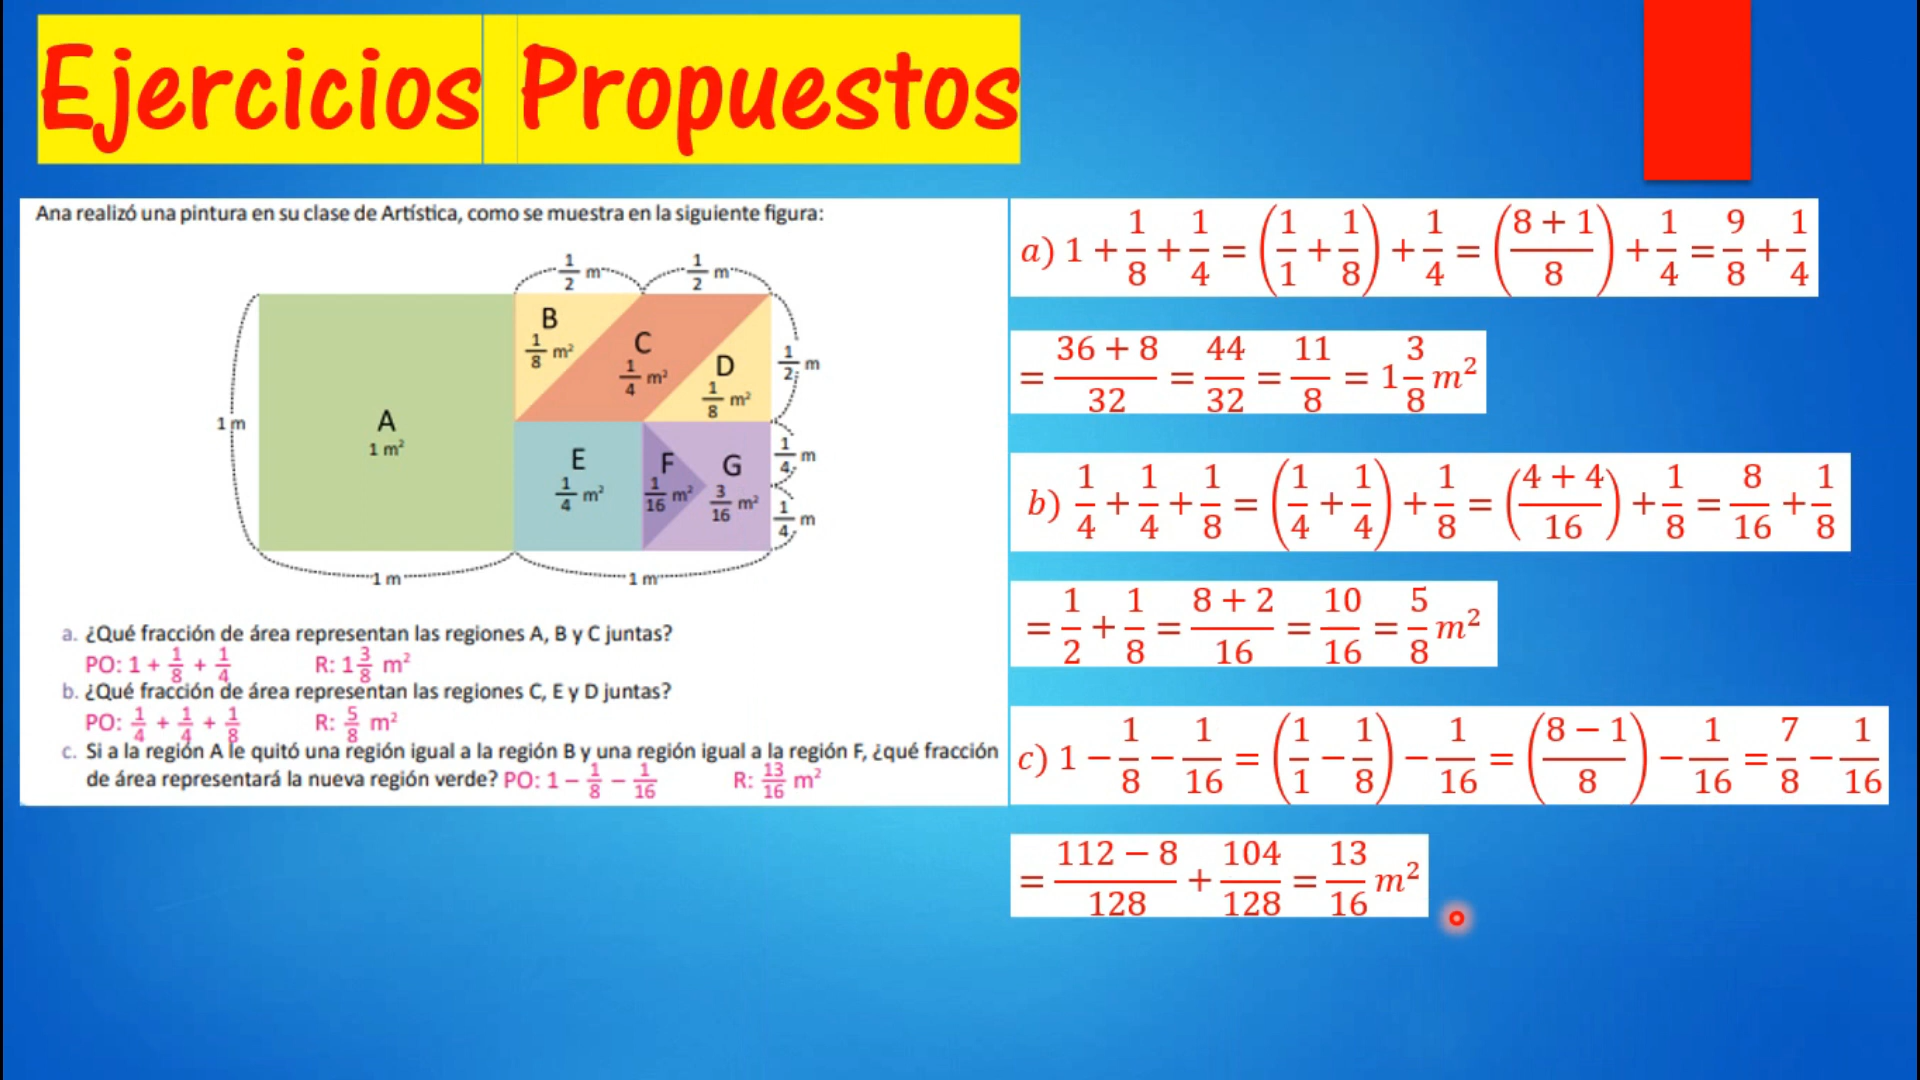 Ejercicios Propuestos
Ana realizó una pintura en su clase de Artística, como se muestra en la siguiente figura:
1/2 m 1/2 m
B
1/8 m²
C
1/4 m²
D
1/8 m²
1/2 m
1 m
A
1 m²
E
1/4 m²
F
1/16 m²
G
3/16 m²
1/4 m
1/4 m
1 m 1 m
a. ¿Qué fracción de área representan las regiones A, B y C juntas?
PO: 1 + 1/8 + 1/4 R: 1 3/8 m²
b. ¿Qué fracción de área representan las regiones C, E y D juntas?
PO: 1/4 + 1/4 + 1/8 R: 5/8 m²
c. Si a la región A le quitó una región igual a la región B y una región igual a la región F, ¿qué fracción
de área representará la nueva región verde? PO: 1 − 1/8 − 1/16 R: 13/16 m²
a) 1 + 1/8 + 1/4 = (1/1 + 1/8) + 1/4 = ((8 + 1)/8) + 1/4 = 9/8 + 1/4
= (36 + 8)/32 = 44/32 = 11/8 = 1 3/8 m²
b) 1/4 + 1/4 + 1/8 = (1/4 + 1/4) + 1/8 = ((4 + 4)/16) + 1/8 = 8/16 + 1/8
= 1/2 + 1/8 = (8 + 2)/16 = 10/16 = 5/8 m²
c) 1 − 1/8 − 1/16 = (1/1 − 1/8) − 1/16 = ((8 − 1)/8) − 1/16 = 7/8 − 1/16
= (112 − 8)/128 + 104/128 = 13/16 m²